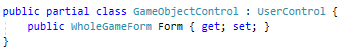 public partial class GameObjectControl : UserControl {
    public WholeGameForm Form { get; set; }
}